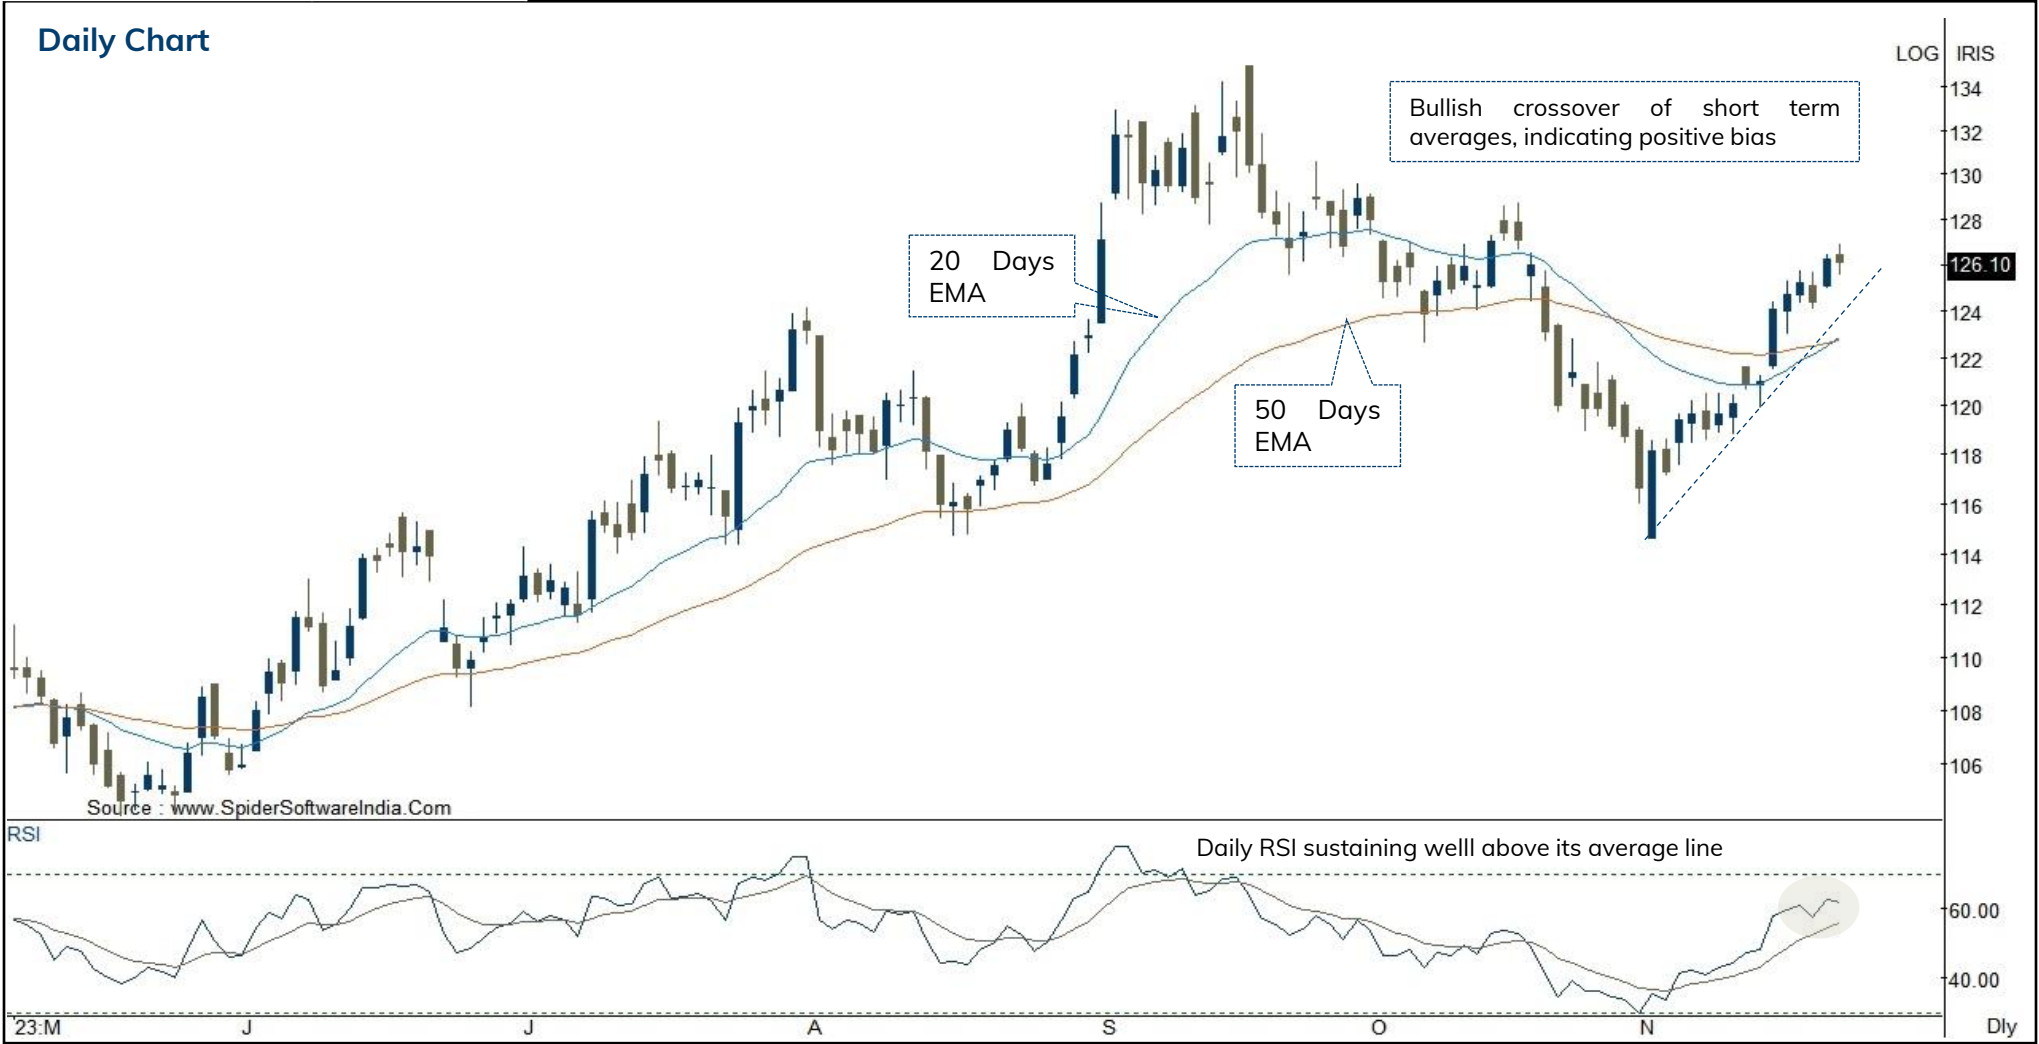 Daily Chart
LOG IRIS
134
Bullish crossover of short term
averages, indicating positive bias
132
130
128
20 Days
EMA
126.10
124
122
50 Days
EMA
120
118
116
114
112
110
108
106
Source : www.SpiderSoftwareIndia.Com
RSI
Daily RSI sustaining welll above its average line
60.00
40.00
23:M J J A S O N Dly